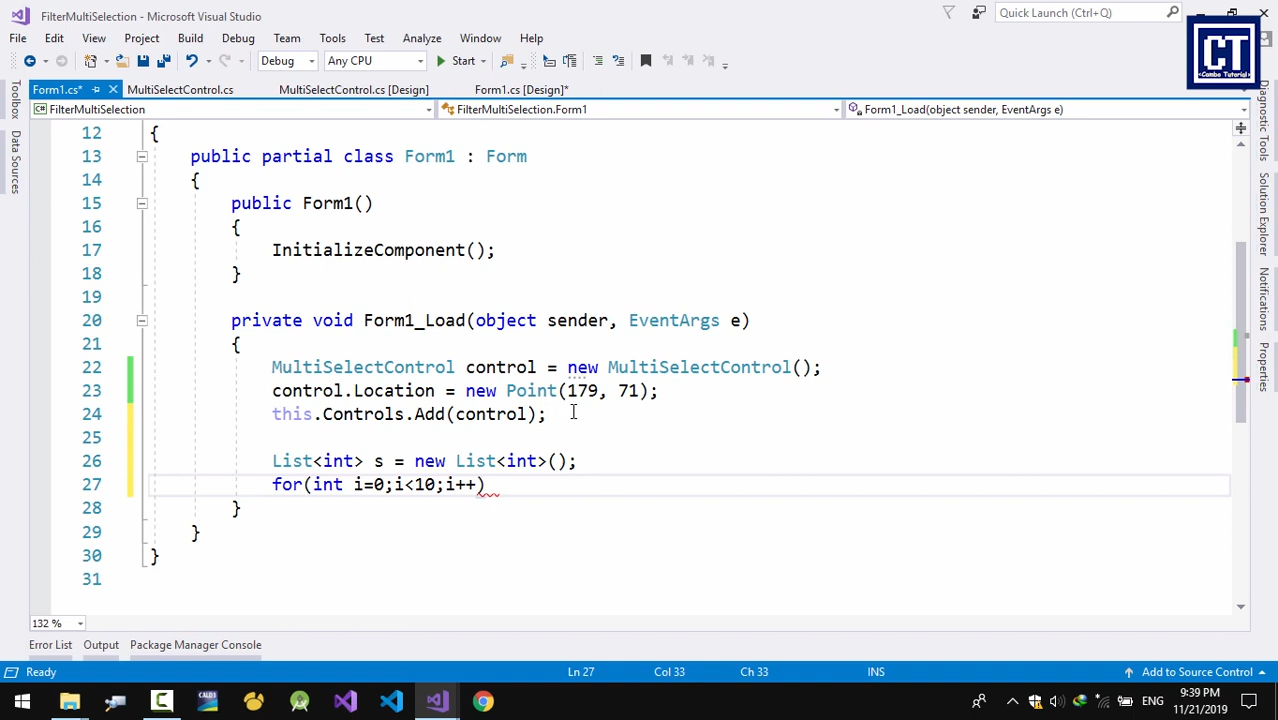 FilterMultiSelection - Microsoft Visual Studio
Quick Launch (Ctrl+Q)
CT
<Combo Tutorial>
File Edit View Project Build Debug Team Tools Test Analyze Window Help
Debug Any CPU Start
Form1.cs* MultiSelectControl.cs MultiSelectControl.cs [Design] Form1.cs [Design]*
FilterMultiSelection FilterMultiSelection.Form1 Form1_Load(object sender, EventArgs e)
Toolbox
Data Sources
Diagnostic Tools
Solution Explorer
Notifications
Properties
12 {
13 public partial class Form1 : Form
14 {
15 public Form1()
16 {
17 InitializeComponent();
18 }
19
20 private void Form1_Load(object sender, EventArgs e)
21 {
22 MultiSelectControl control = new MultiSelectControl();
23 control.Location = new Point(179, 71);
24 this.Controls.Add(control);
25
26 List<int> s = new List<int>();
27 for(int i=0;i<10;i++)
28 }
29 }
30 }
31
132 %
Error List Output Package Manager Console
Ready Ln 27 Col 33 Ch 33 INS Add to Source Control
CALD3
ENG
9:39 PM
11/21/2019